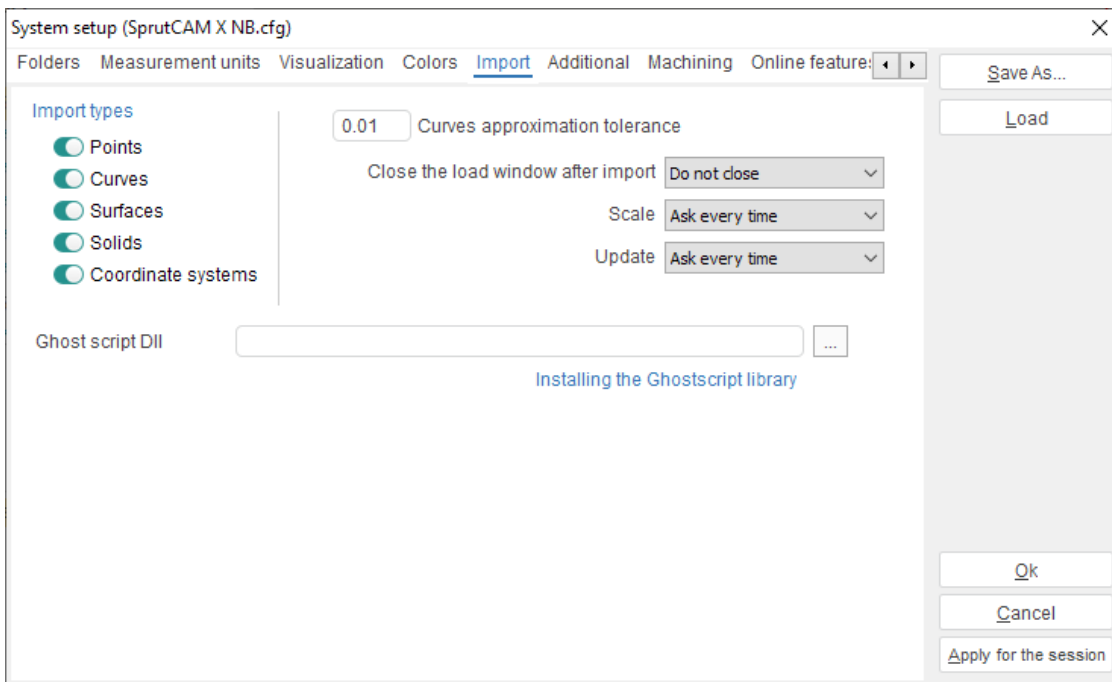 System setup (SprutCAM X NB.cfg)
Folders Measurement units Visualization Colors Import Additional Machining Online feature
Save As...
Load
Import types
Points
Curves
Surfaces
Solids
Coordinate systems
0.01 Curves approximation tolerance
Close the load window after import Do not close
Scale Ask every time
Update Ask every time
Ghost script Dll ...
Installing the Ghostscript library
Ok
Cancel
Apply for the session